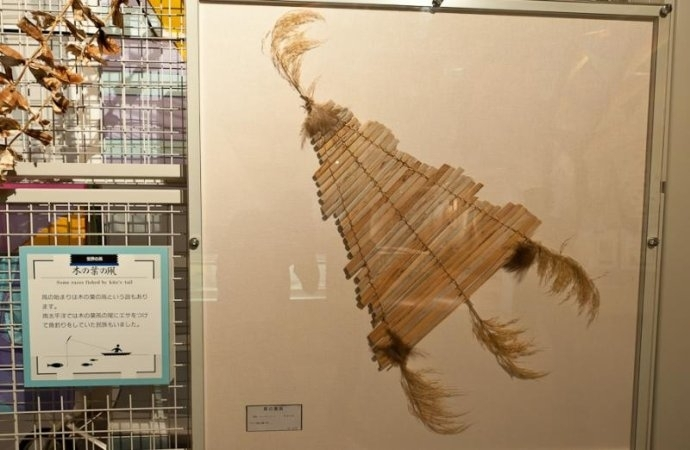 世界の凧
木の葉の凧
Some races fished by kite's tail
凧の始まりは木の葉の凧という説もあり
ます。
南太平洋では木の葉凧の尾にエサをつけ
て魚釣りをしていた民族もいました。